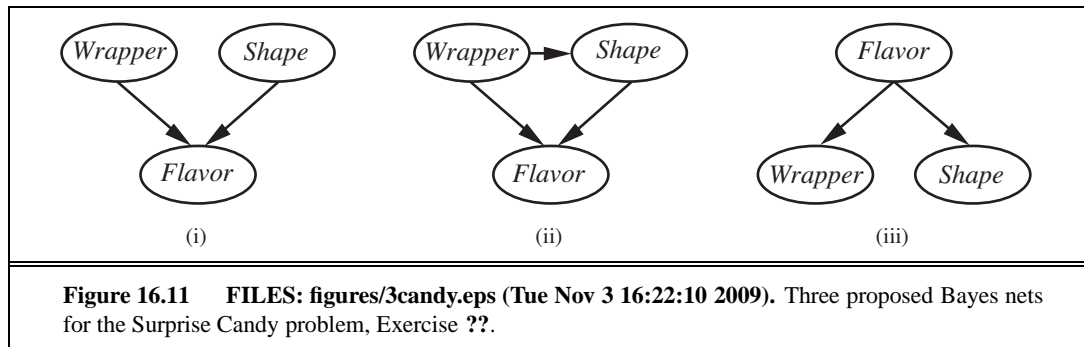 Wrapper Shape Wrapper Shape Flavor
Flavor Flavor Wrapper Shape
(i) (ii) (iii)
Figure 16.11 FILES: figures/3candy.eps (Tue Nov 3 16:22:10 2009). Three proposed Bayes nets
for the Surprise Candy problem, Exercise ??.